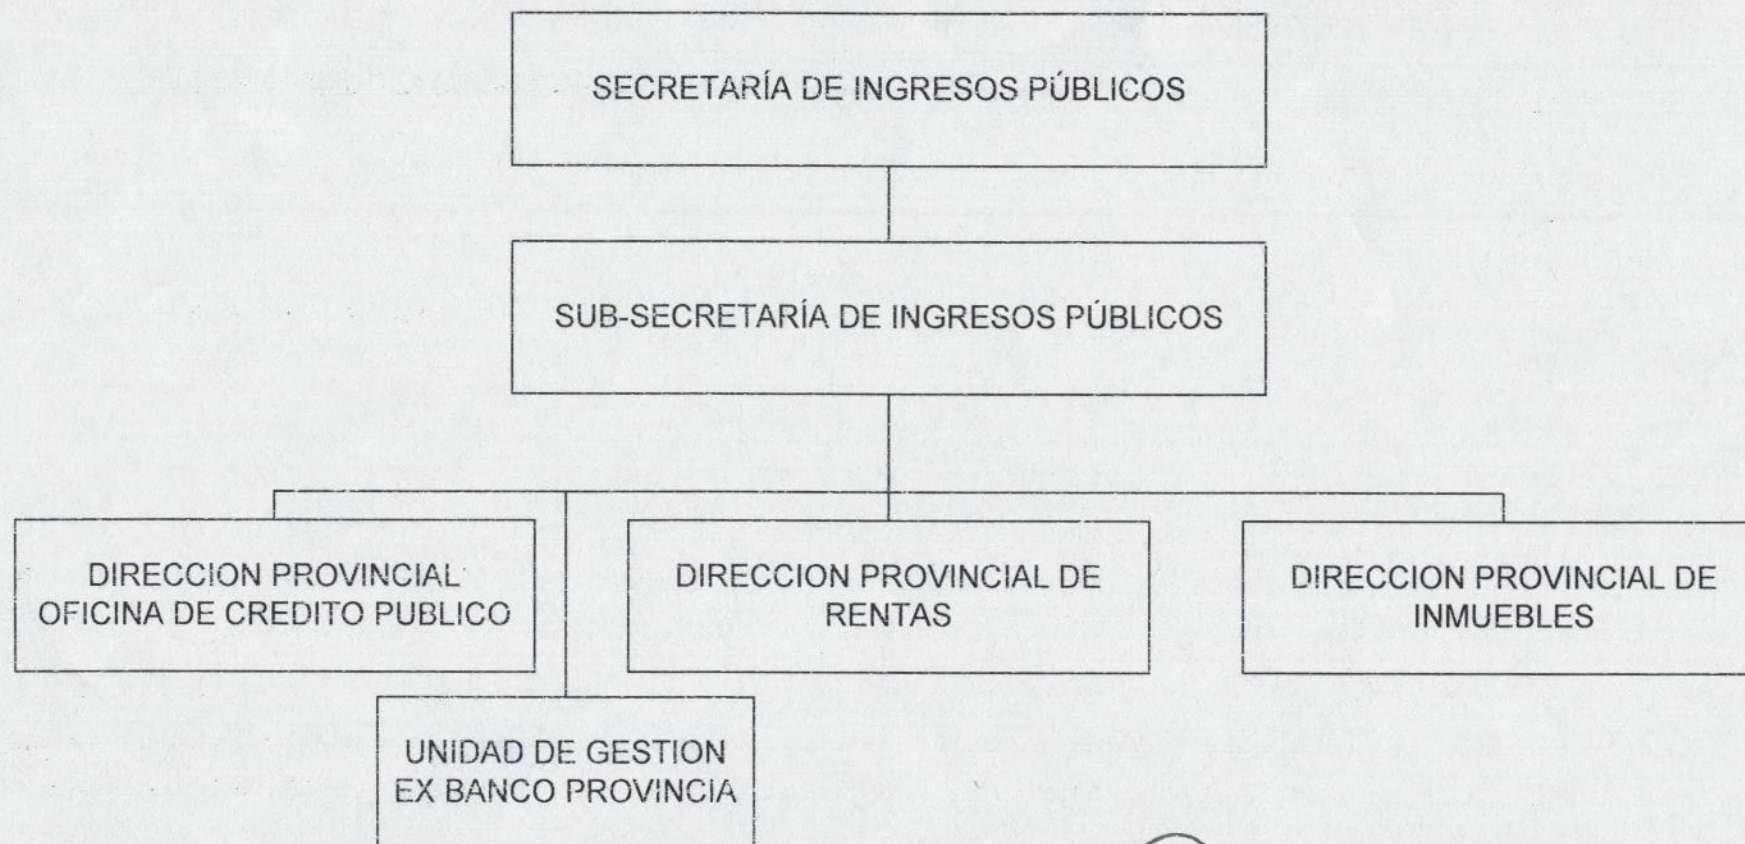 SECRETARÍA DE INGRESOS PÚBLICOS
SUB-SECRETARÍA DE INGRESOS PÚBLICOS
DIRECCION PROVINCIAL
OFICINA DE CREDITO PUBLICO
DIRECCION PROVINCIAL DE
RENTAS
DIRECCION PROVINCIAL DE
INMUEBLES
UNIDAD DE GESTION
EX BANCO PROVINCIA